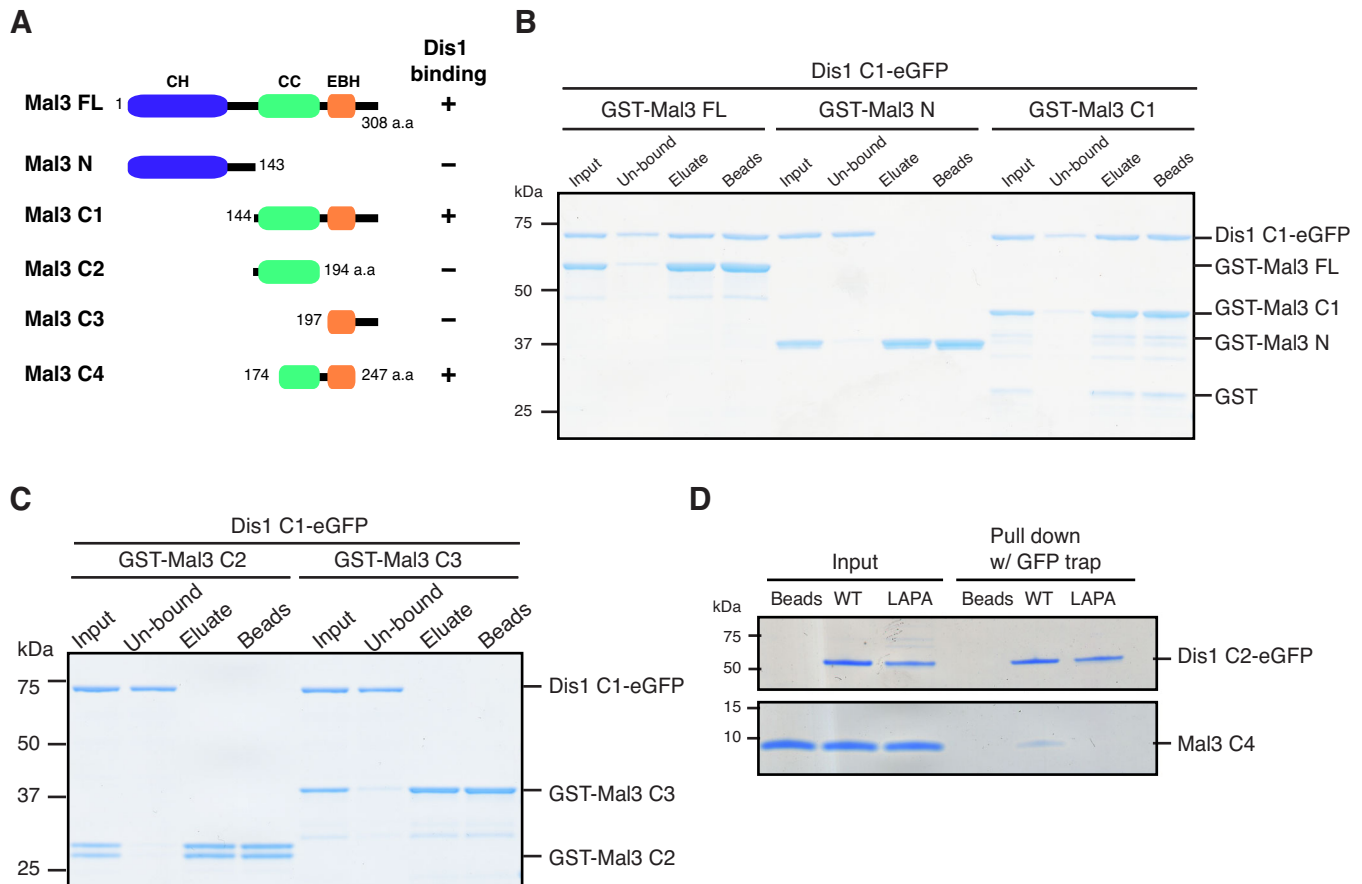 A
Dis1
binding
CH CC EBH
Mal3 FL 1 308 a.a +
Mal3 N 143 −
Mal3 C1 144 +
Mal3 C2 194 a.a −
Mal3 C3 197 −
Mal3 C4 174 247 a.a +
B
Dis1 C1-eGFP
GST-Mal3 FL GST-Mal3 N GST-Mal3 C1
Input Un-bound Eluate Beads Input Un-bound Eluate Beads Input Un-bound Eluate Beads
kDa
75 Dis1 C1-eGFP
GST-Mal3 FL
50
GST-Mal3 C1
37 GST-Mal3 N
GST
25
C
Dis1 C1-eGFP
GST-Mal3 C2 GST-Mal3 C3
Input Un-bound Eluate Beads Input Un-bound Eluate Beads
kDa
75 Dis1 C1-eGFP
50
37 GST-Mal3 C3
GST-Mal3 C2
25
D
Pull down
Input w/ GFP trap
Beads WT LAPA Beads WT LAPA
kDa
75
50 Dis1 C2-eGFP
15
10 Mal3 C4